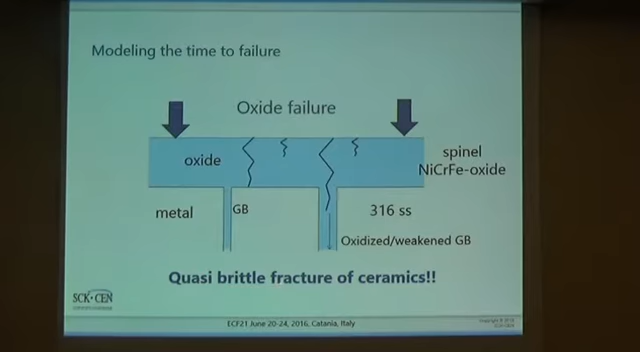 Modeling the time to failure
Oxide failure
oxide
spinel
NiCrFe-oxide
metal
GB
316 ss
Oxidized/weakened GB
Quasi brittle fracture of ceramics!!
SCK•CEN
ECF21 June 20-24, 2016, Catania, Italy